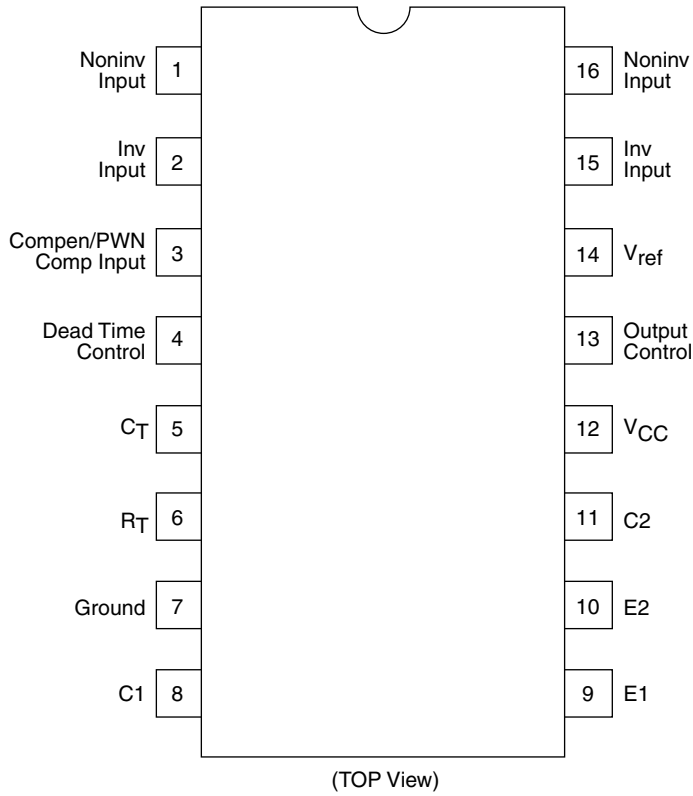 Noninv
Input
1
Inv
Input
2
Compen/PWN
Comp Input
3
Dead Time
Control
4
CT
5
RT
6
Ground
7
C1
8
16
Noninv
Input
15
Inv
Input
14
Vref
13
Output
Control
12
VCC
11
C2
10
E2
9
E1
(TOP View)